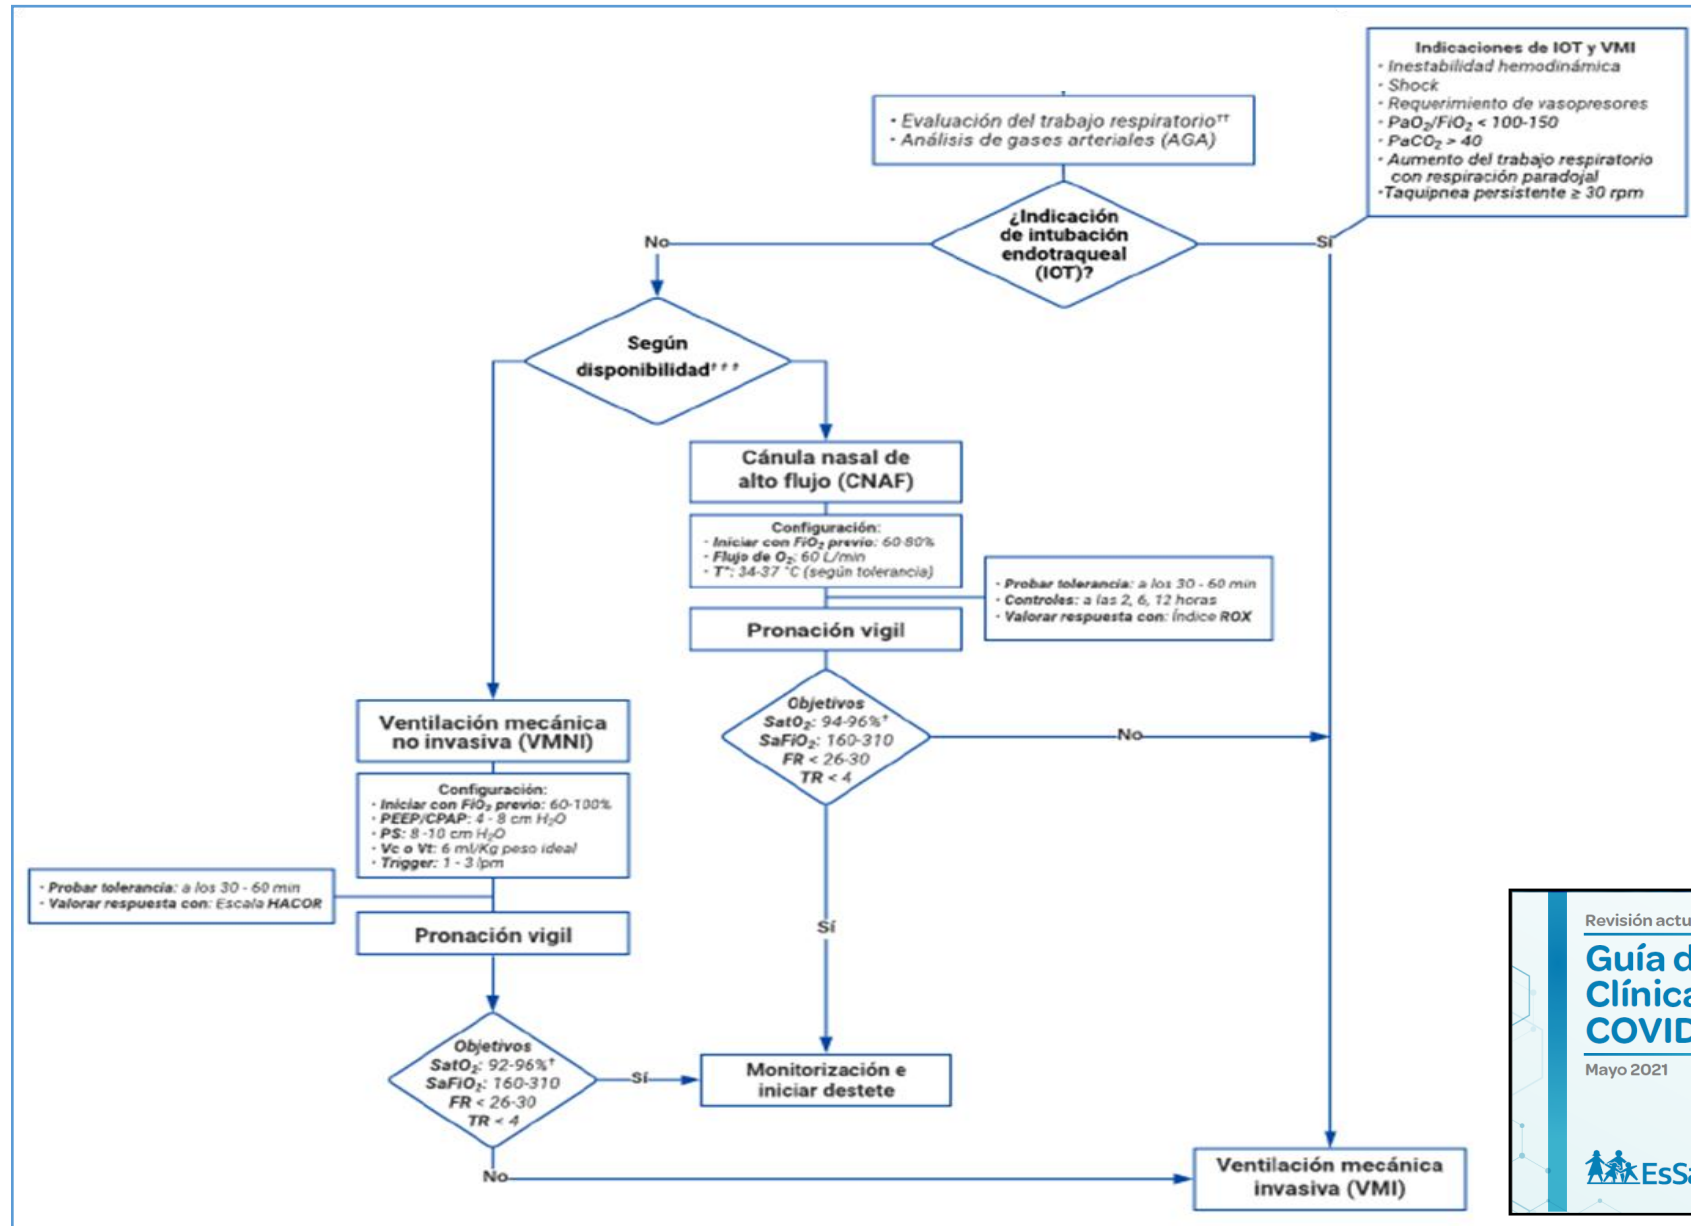 Indicaciones de IOT y VMI
- Inestabilidad hemodinámica
- Shock
- Requerimiento de vasopresores
- PaO₂/FiO₂ < 100-150
- PaCO₂ > 40
- Aumento del trabajo respiratorio
con respiración paradojal
-Taquipnea persistente ≥ 30 rpm
• Evaluación del trabajo respiratorio††
- Análisis de gases arteriales (AGA)
¿Indicación
de intubación
endotraqueal
(IOT)?
No
Sí
Según
disponibilidad†††
Cánula nasal de
alto flujo (CNAF)
Configuración:
- Iniciar con FiO₂ previo: 60-80%
- Flujo de O₂: 60 L/min
- T°: 34-37 °C (según tolerancia)
- Probar tolerancia: a los 30 - 60 min
- Controles: a las 2, 6, 12 horas
- Valorar respuesta con: Índice ROX
Pronación vigil
Objetivos
SatO₂: 94-96%†
SaFiO₂: 160-310
FR < 26-30
TR < 4
No
Sí
Ventilación mecánica
no invasiva (VMNI)
Configuración:
- Iniciar con FiO₂ previo: 60-100%
- PEEP/CPAP: 4 - 8 cm H₂O
- PS: 8 -10 cm H₂O
- Vc o Vt: 6 ml/Kg peso ideal
- Trigger: 1 - 3 lpm
- Probar tolerancia: a los 30 - 60 min
- Valorar respuesta con: Escala HACOR
Pronación vigil
Objetivos
SatO₂: 92-96%†
SaFiO₂: 160-310
FR < 26-30
TR < 4
Sí
Monitorización e
iniciar destete
No
Ventilación mecánica
invasiva (VMI)
Revisión actu
Guía d
Clínica
COVID
Mayo 2021
EsSa